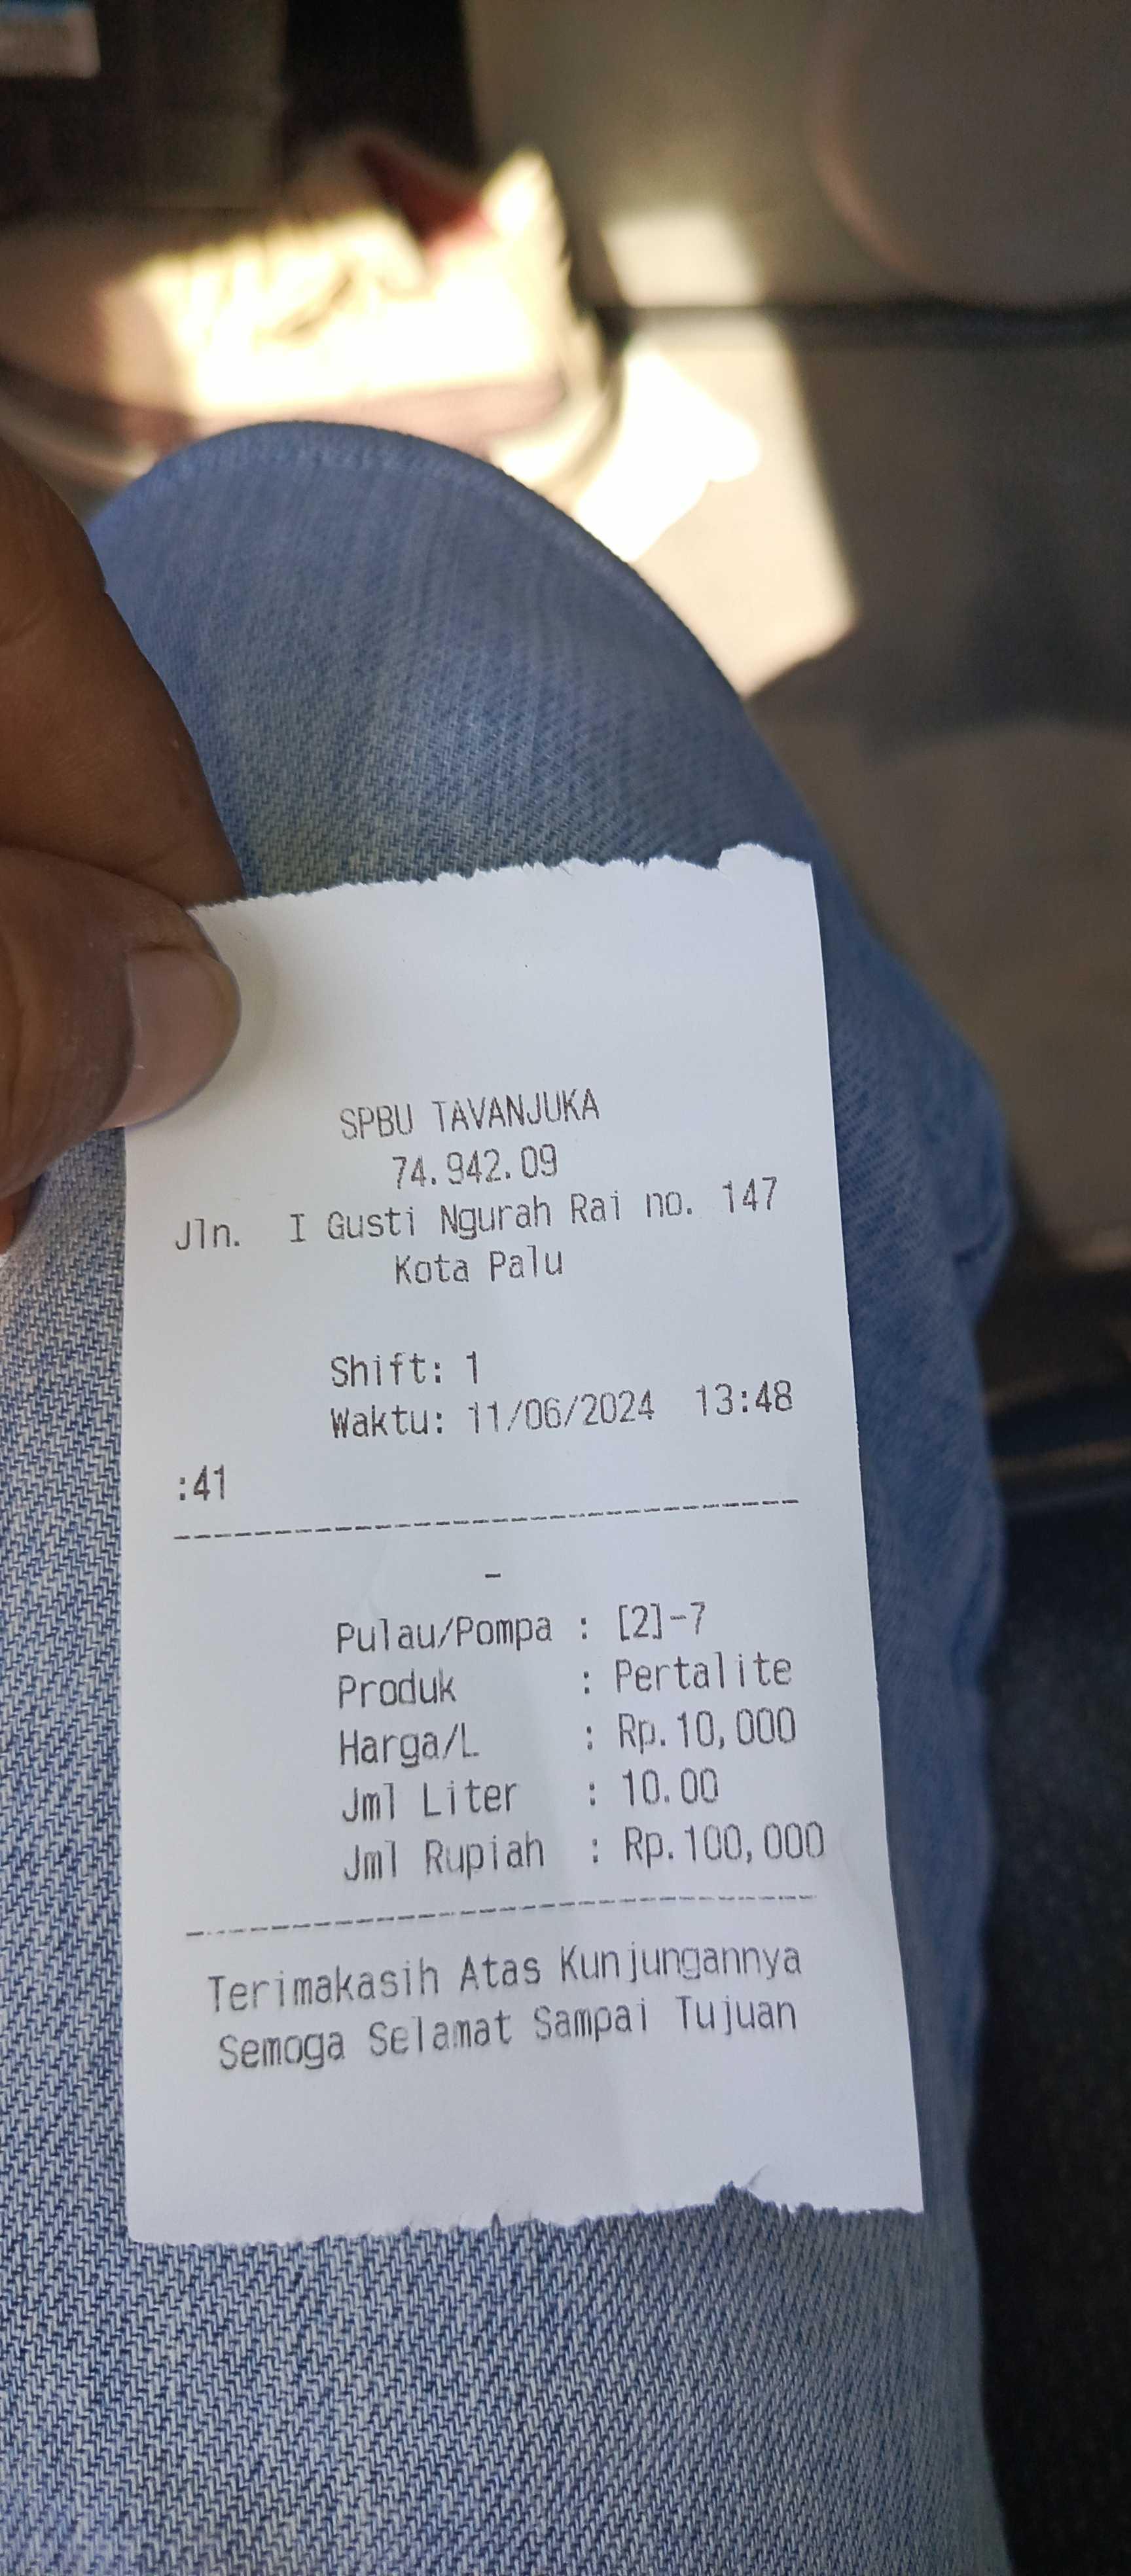 SPBU TAVANJUKA
74.942.09
Jln. I Gusti Ngurah Rai no. 147
Kota Palu
Shift: 1
Waktu: 11/06/2024 13:48
:41
--------------------------------
-
Pulau/Pompa : [2]-7
Produk : Pertalite
Harga/L : Rp.10,000
Jml Liter : 10.00
Jml Rupiah : Rp.100,000
--------------------------------
Terimakasih Atas Kunjungannya
Semoga Selamat Sampai Tujuan